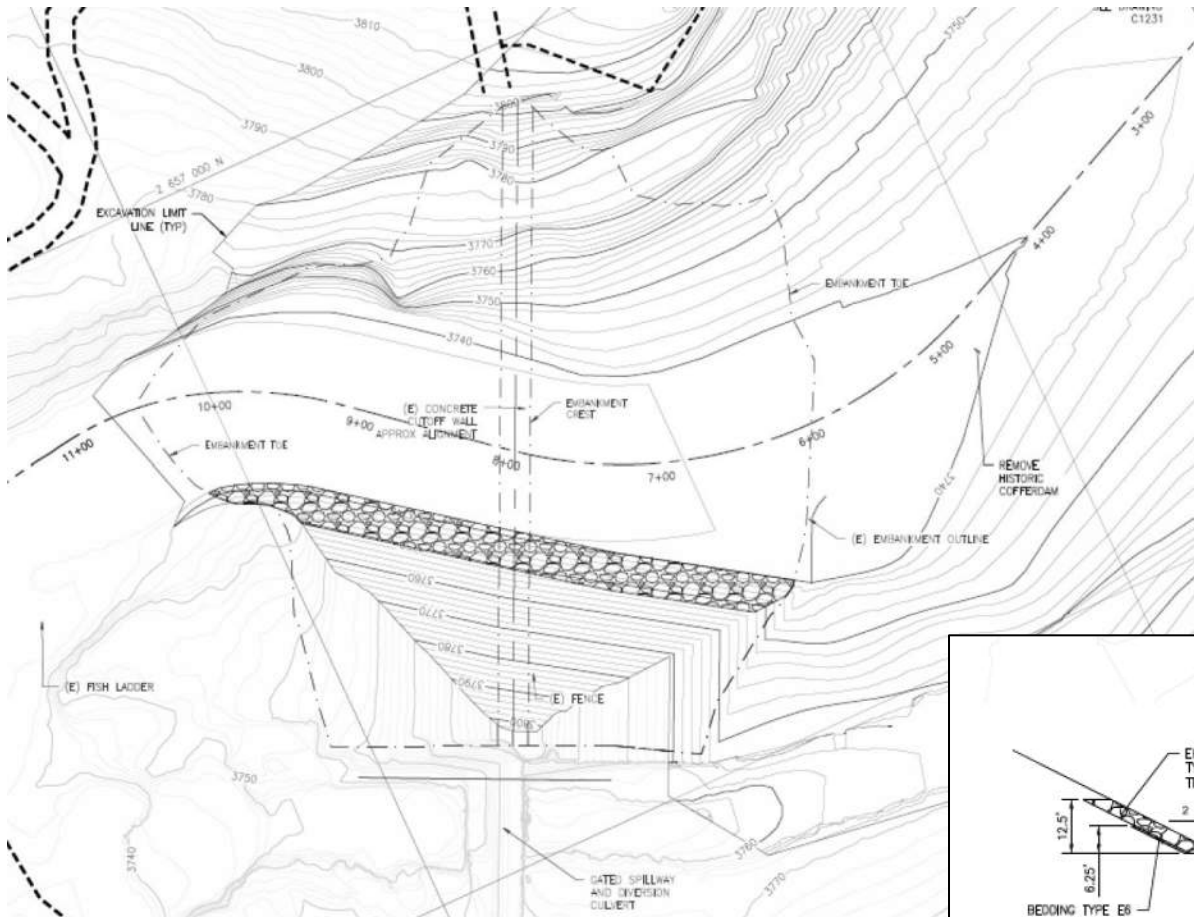 C1231
3810
3750
3800
3800
3+00
3790
3790
2 657 000 N
3780
3780
EXCAVATION LIMIT
LINE (TYP)
4+00
3770
3760
EMBANKMENT TOE
3750
3740
5+00
10+00
(E) CONCRETE
CUTOFF WALL
APPROX ALIGNMENT
EMBANKMENT
CREST
9+00
11+00
EMBANKMENT TOE
6+00
8+00
7+00
REMOVE
HISTORIC
COFFERDAM
3740
(E) EMBANKMENT OUTLINE
3760
3770
3780
(E) FISH LADDER
3790
(E) FENCE
3800
3750
3740
3760
3770
GATED SPILLWAY
AND DIVERSION
CULVERT
2
12.5"
6.25"
BEDDING TYPE E6